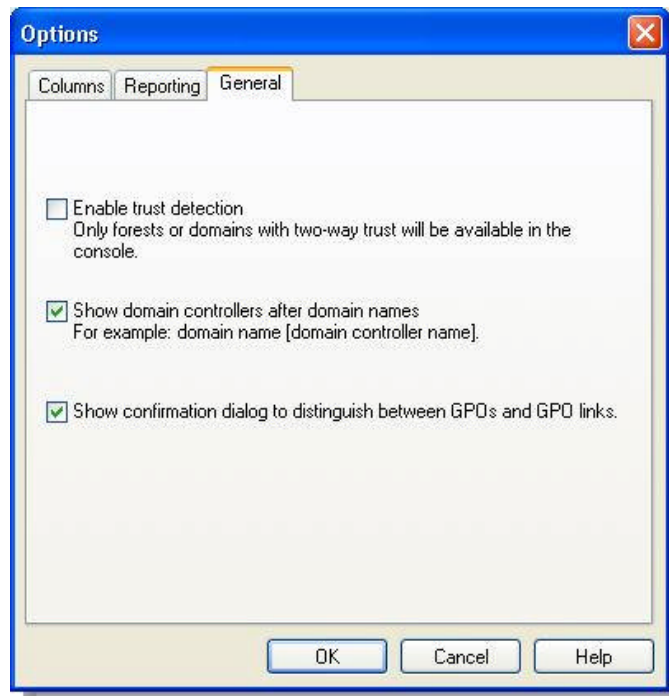 Options
Columns Reporting General
Enable trust detection
Only forests or domains with two-way trust will be available in the
console.
Show domain controllers after domain names
For example: domain name [domain controller name].
Show confirmation dialog to distinguish between GPOs and GPO links.
OK Cancel Help